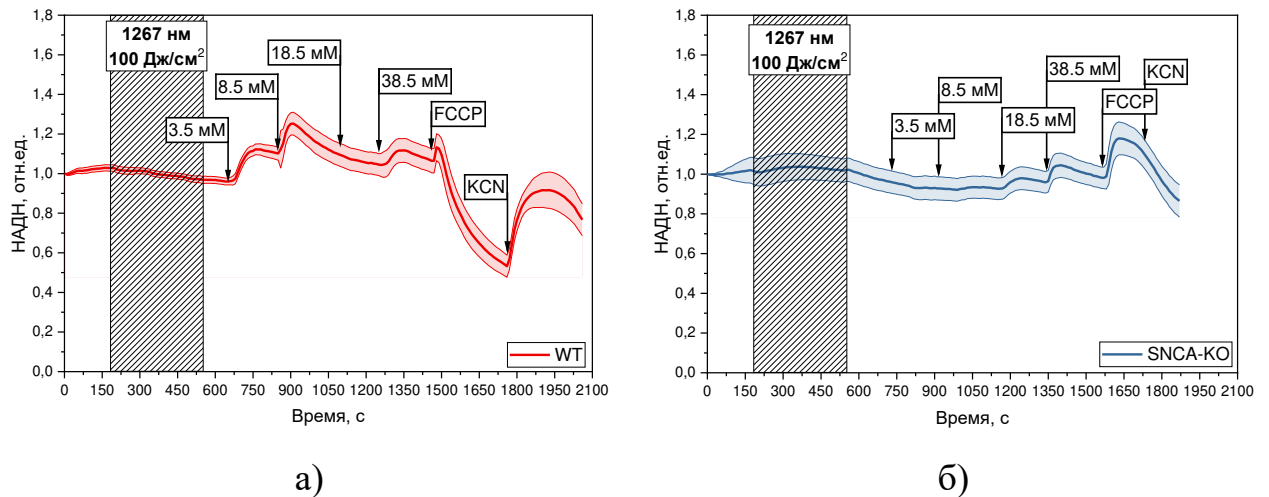 1,8
1,6
1,4
1,2
1,0
0,8
0,6
0,4
0,2
0,0
НАДН, отн.ед.
1267 нм
100 Дж/см²
3.5 мМ
8.5 мМ
18.5 мМ
38.5 мМ
FCCP
KCN
WT
0 150 300 450 600 750 900 1050 1200 1350 1500 1650 1800 1950 2100
Время, с
а)
1,8
1,6
1,4
1,2
1,0
0,8
0,6
0,4
0,2
0,0
НАДН, отн.ед.
1267 нм
100 Дж/см²
3.5 мМ
8.5 мМ
18.5 мМ
38.5 мМ
FCCP
KCN
SNCA-KO
0 150 300 450 600 750 900 1050 1200 1350 1500 1650 1800 1950 2100
Время, с
б)